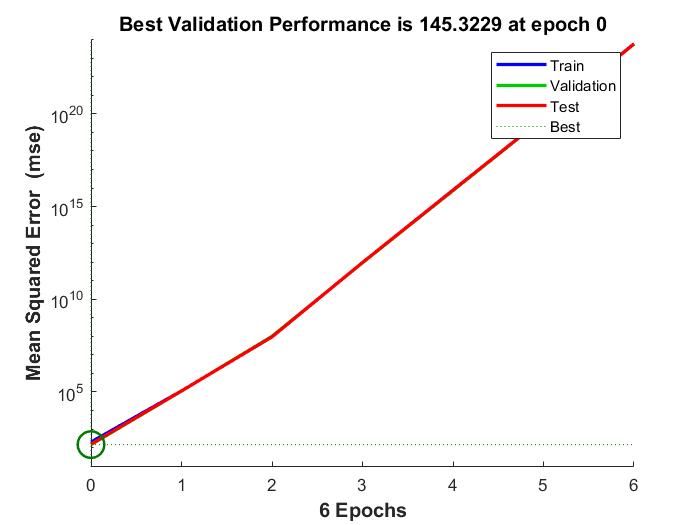 Best Validation Performance is 145.3229 at epoch 0
Mean Squared Error (mse)
10^20
10^15
10^10
10^5
Train
Validation
Test
Best
0 1 2 3 4 5 6
6 Epochs